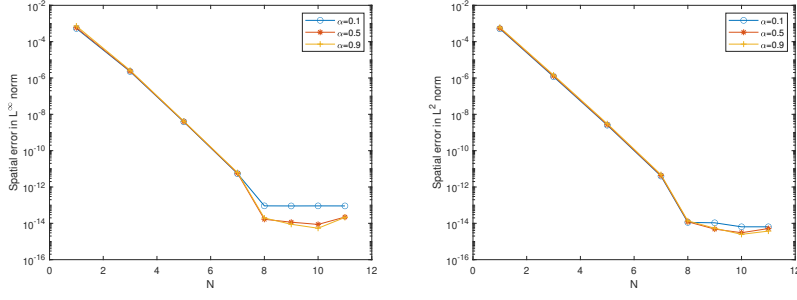 Spatial error in L^∞ norm
10^-2
10^-4
10^-6
10^-8
10^-10
10^-12
10^-14
10^-16
0 2 4 6 8 10 12
N
α=0.1
α=0.5
α=0.9
Spatial error in L^2 norm
10^-2
10^-4
10^-6
10^-8
10^-10
10^-12
10^-14
10^-16
0 2 4 6 8 10 12
N
α=0.1
α=0.5
α=0.9